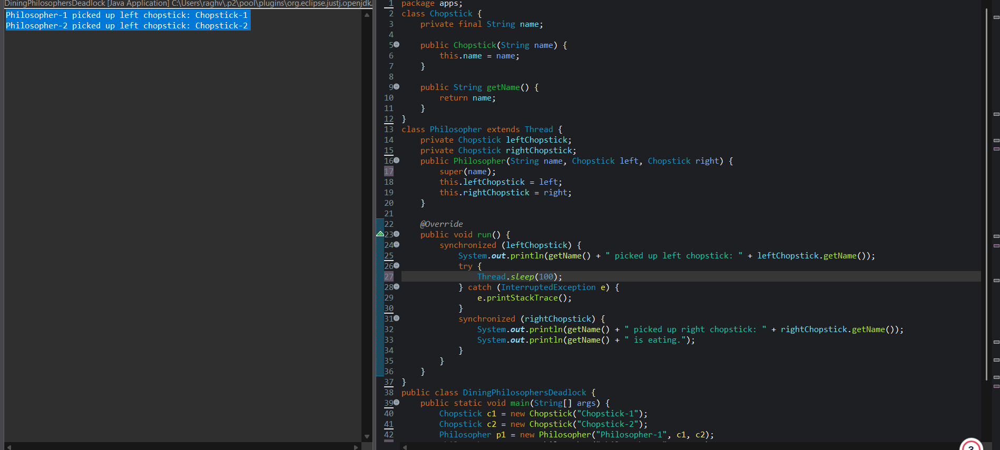 DiningPhilosophersDeadlock [Java Application] C:\Users\raghv\.p2\pool\plugins\org.eclipse.justj.openjdk.
Philosopher-1 picked up left chopstick: Chopstick-1
Philosopher-2 picked up left chopstick: Chopstick-2
1 package apps;
2 class Chopstick {
3     private final String name;
4
5     public Chopstick(String name) {
6         this.name = name;
7     }
8
9     public String getName() {
10         return name;
11     }
12 }
13 class Philosopher extends Thread {
14     private Chopstick leftChopstick;
15     private Chopstick rightChopstick;
16     public Philosopher(String name, Chopstick left, Chopstick right) {
17         super(name);
18         this.leftChopstick = left;
19         this.rightChopstick = right;
20     }
21
22     @Override
23     public void run() {
24         synchronized (leftChopstick) {
25             System.out.println(getName() + " picked up left chopstick: " + leftChopstick.getName());
26             try {
27                 Thread.sleep(100);
28             } catch (InterruptedException e) {
29                 e.printStackTrace();
30             }
31             synchronized (rightChopstick) {
32                 System.out.println(getName() + " picked up right chopstick: " + rightChopstick.getName());
33                 System.out.println(getName() + " is eating.");
34             }
35         }
36     }
37 }
38 public class DiningPhilosophersDeadlock {
39     public static void main(String[] args) {
40         Chopstick c1 = new Chopstick("Chopstick-1");
41         Chopstick c2 = new Chopstick("Chopstick-2");
42         Philosopher p1 = new Philosopher("Philosopher-1", c1, c2);